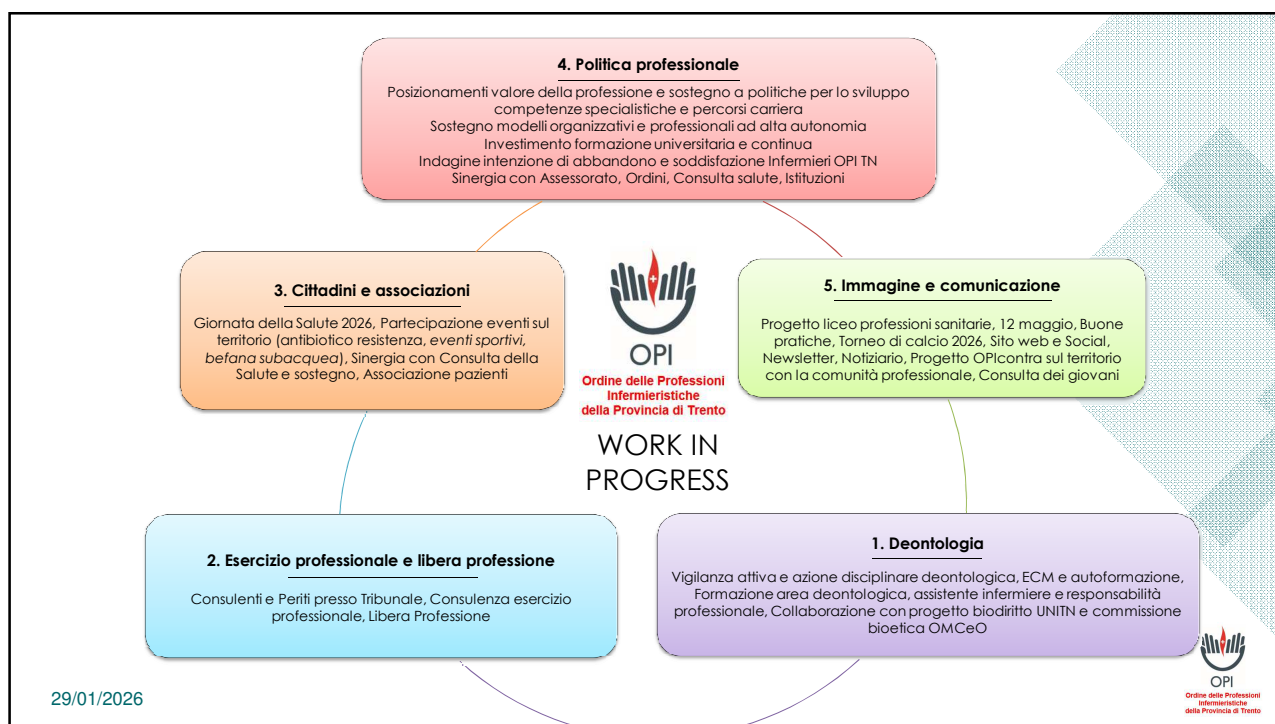 4. Politica professionale
Posizionamenti valore della professione e sostegno a politiche per lo sviluppo
competenze specialistiche e percorsi carriera
Sostegno modelli organizzativi e professionali ad alta autonomia
Investimento formazione universitaria e continua
Indagine intenzione di abbandono e soddisfazione Infermieri OPI TN
Sinergia con Assessorato, Ordini, Consulta salute, Istituzioni
3. Cittadini e associazioni
Giornata della Salute 2026, Partecipazione eventi sul
territorio (antibiotico resistenza, eventi sportivi,
befana subacquea), Sinergia con Consulta della
Salute e sostegno, Associazione pazienti
OPI
Ordine delle Professioni
Infermieristiche
della Provincia di Trento
WORK IN
PROGRESS
5. Immagine e comunicazione
Progetto liceo professioni sanitarie, 12 maggio, Buone
pratiche, Torneo di calcio 2026, Sito web e Social,
Newsletter, Notiziario, Progetto OPIcontra sul territorio
con la comunità professionale, Consulta dei giovani
2. Esercizio professionale e libera professione
Consulenti e Periti presso Tribunale, Consulenza esercizio
professionale, Libera Professione
1. Deontologia
Vigilanza attiva e azione disciplinare deontologica, ECM e autoformazione,
Formazione area deontologica, assistente infermiere e responsabilità
professionale, Collaborazione con progetto biodiritto UNITN e commissione
bioetica OMCeO
29/01/2026
OPI
Ordine delle Professioni
Infermieristiche
della Provincia di Trento